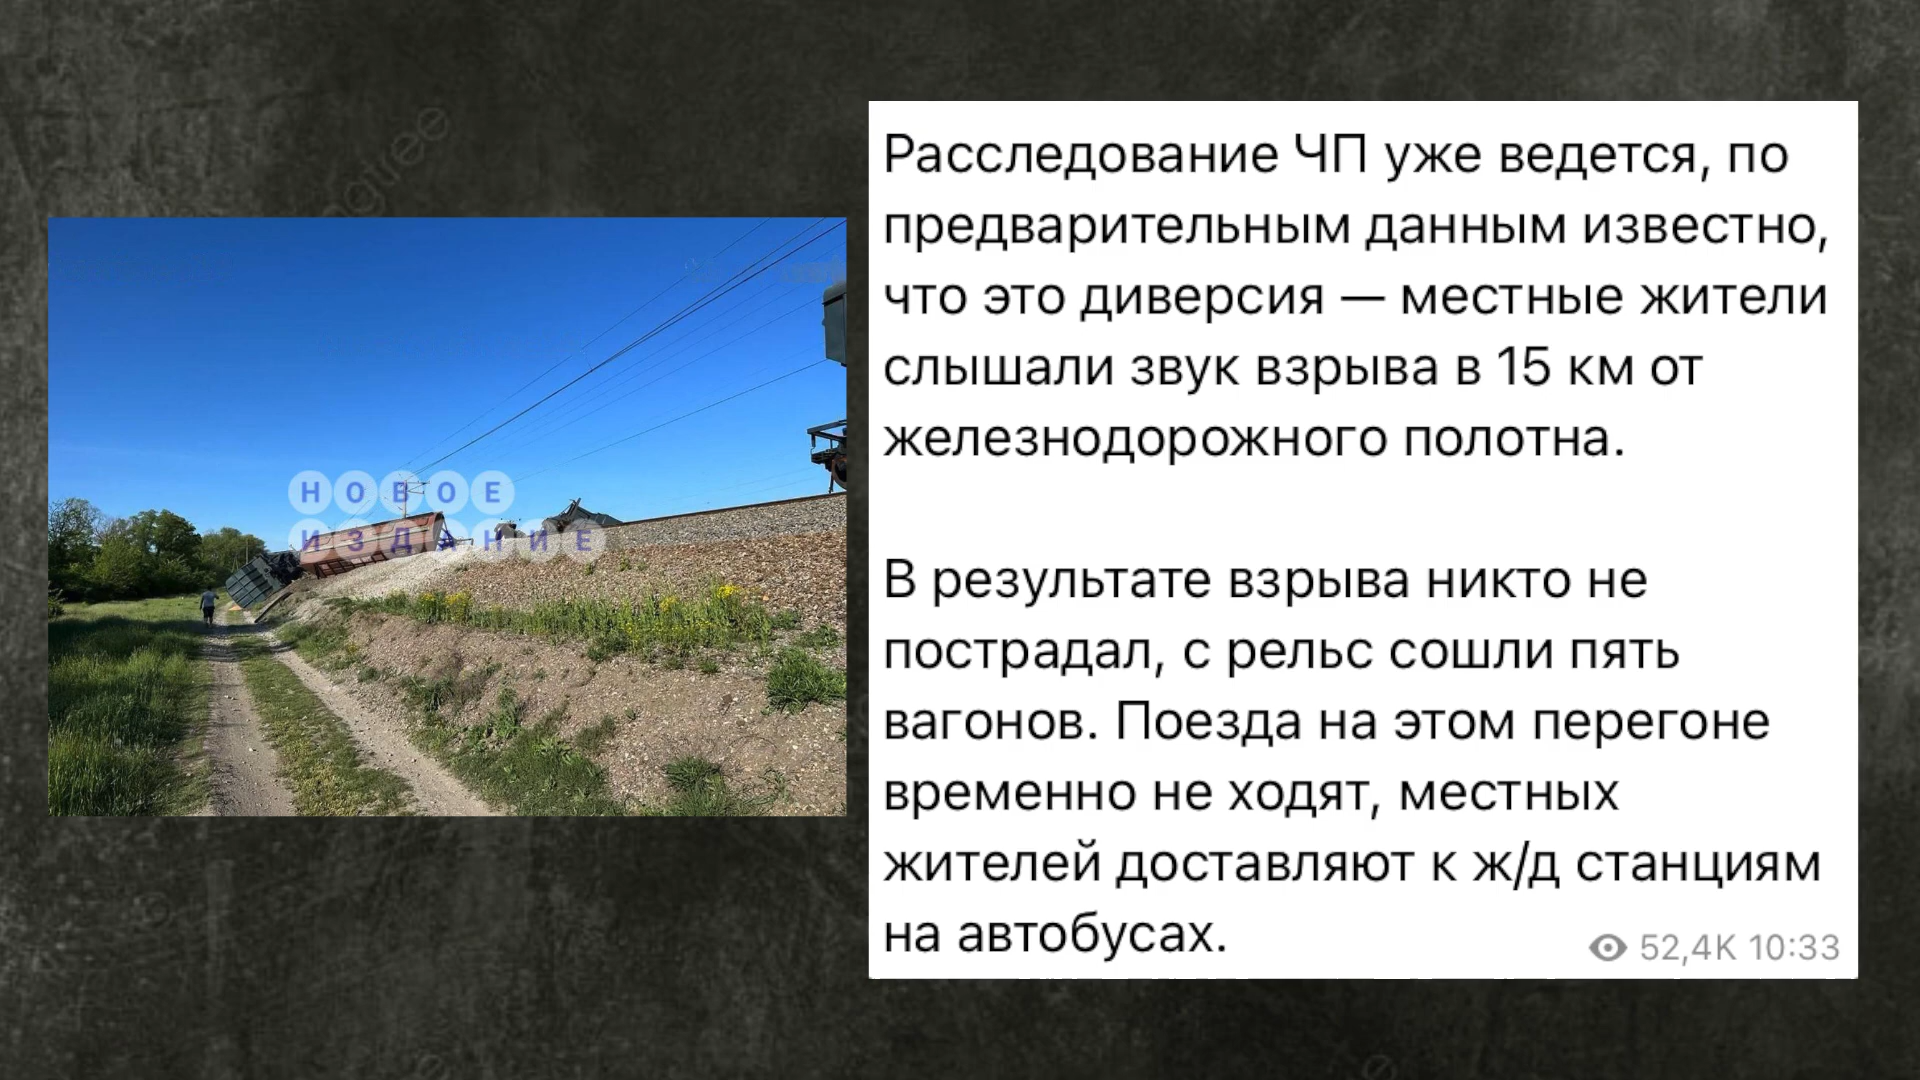 НОВОЕ
ИЗДАНИЕ
Расследование ЧП уже ведется, по
предварительным данным известно,
что это диверсия — местные жители
слышали звук взрыва в 15 км от
железнодорожного полотна.
В результате взрыва никто не
пострадал, с рельс сошли пять
вагонов. Поезда на этом перегоне
временно не ходят, местных
жителей доставляют к ж/д станциям
на автобусах.
52,4K 10:33